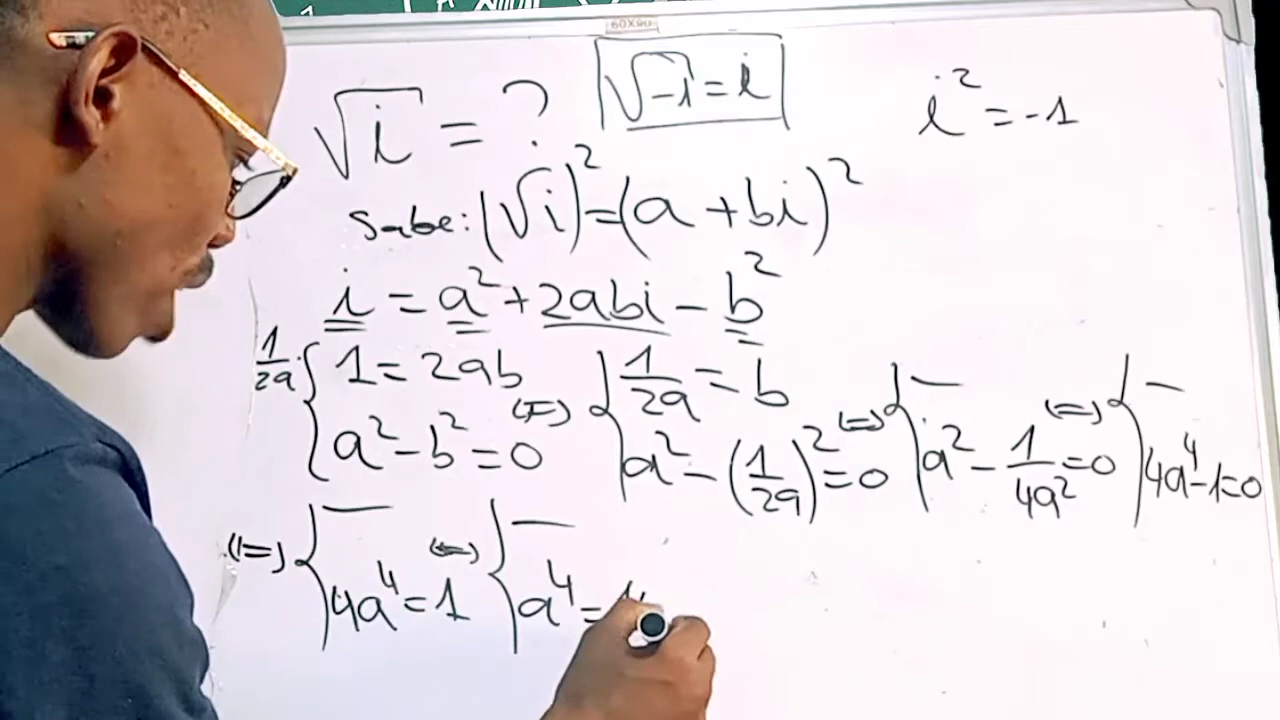 60X90
√i = ?
√-1 = i
i² = -1
Sabe: (√i)² = (a + bi)²
i = a² + 2abi - b²
1/2a { 1 = 2ab
a² - b² = 0
(=) { 1/2a = b
a² - (1/2a)² = 0
(=) { —
a² - 1/4a² = 0
(=) { —
4a⁴ - 1 = 0
(=) { —
4a⁴ = 1
(=) { —
a⁴ =